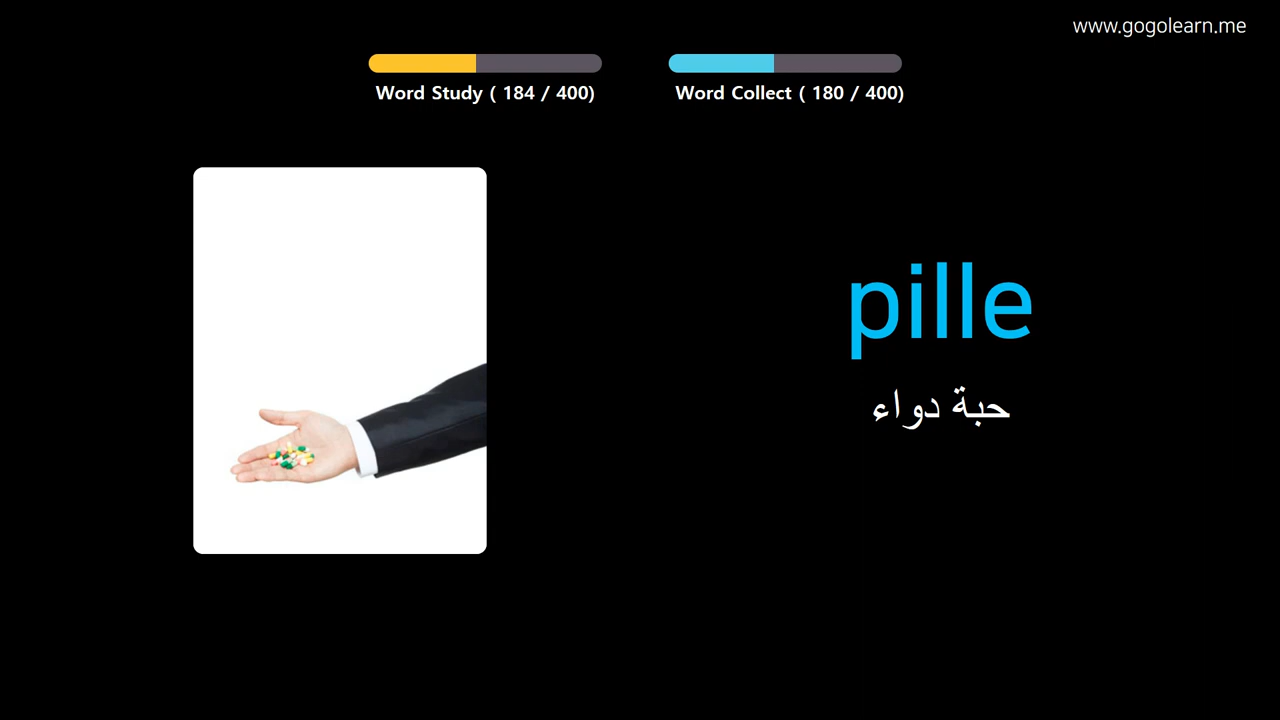 www.gogolearn.me
Word Study ( 184 / 400)
Word Collect ( 180 / 400)
pille
حبة دواء